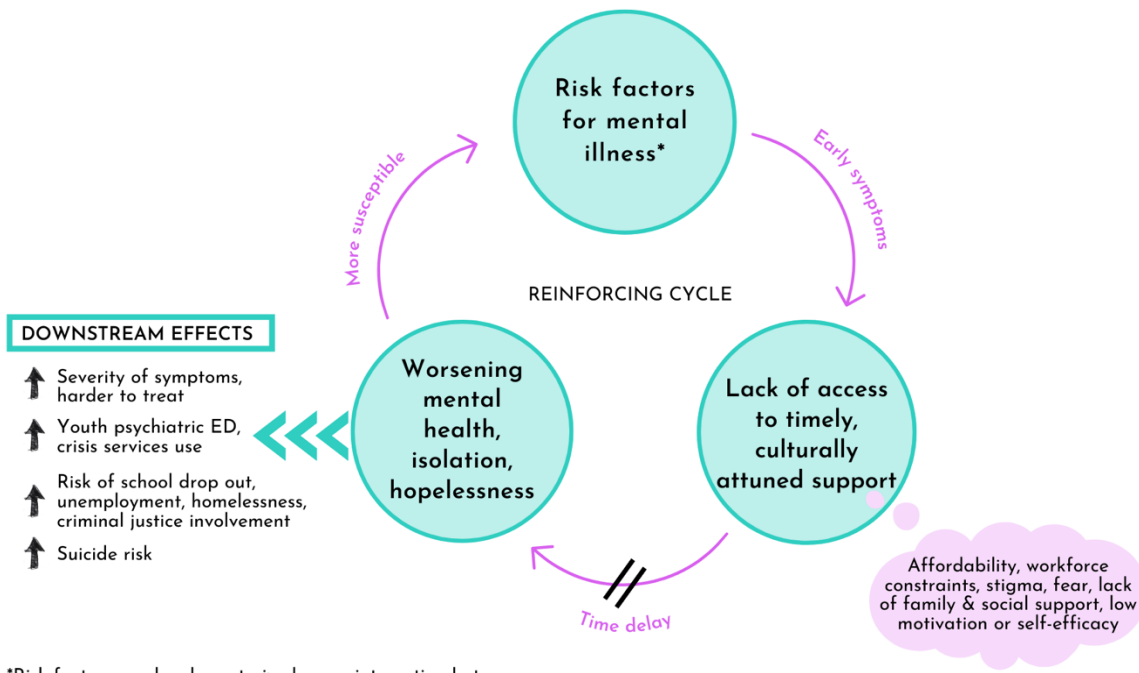 Risk factors
for mental
illness*
More susceptible
Early symptoms
REINFORCING CYCLE
DOWNSTREAM EFFECTS
Severity of symptoms,
harder to treat
Youth psychiatric ED,
crisis services use
Risk of school drop out,
unemployment, homelessness,
criminal justice involvement
Suicide risk
Worsening
mental
health,
isolation,
hopelessness
Lack of access
to timely,
culturally
attuned support
Time delay
Affordability, workforce
constraints, stigma, fear, lack
of family & social support, low
motivation or self-efficacy